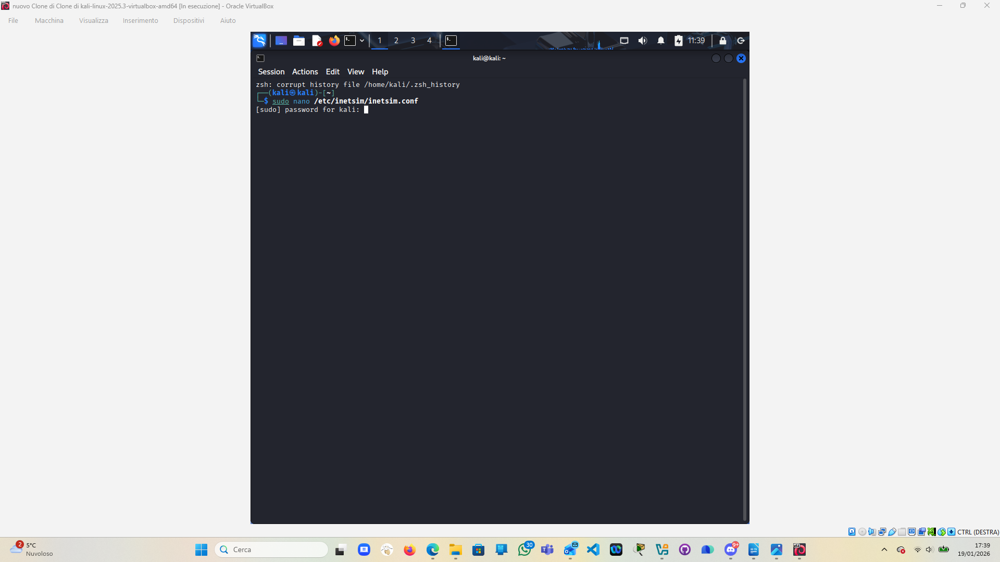 nuovo Clone di Clone di kali-linux-2025.3-virtualbox-amd64 [In esecuzione] - Oracle VirtualBox
File Macchina Visualizza Inserimento Dispositivi Aiuto
1 2 3 4 11:39
kali@kali: ~
Session Actions Edit View Help
zsh: corrupt history file /home/kali/.zsh_history
┌──(kali㉿kali)-[~]
└─$ sudo nano /etc/inetsim/inetsim.conf
[sudo] password for kali:
CTRL (DESTRA)
2 5°C
Nuvoloso
Cerca
30
9+
17:39
19/01/2026